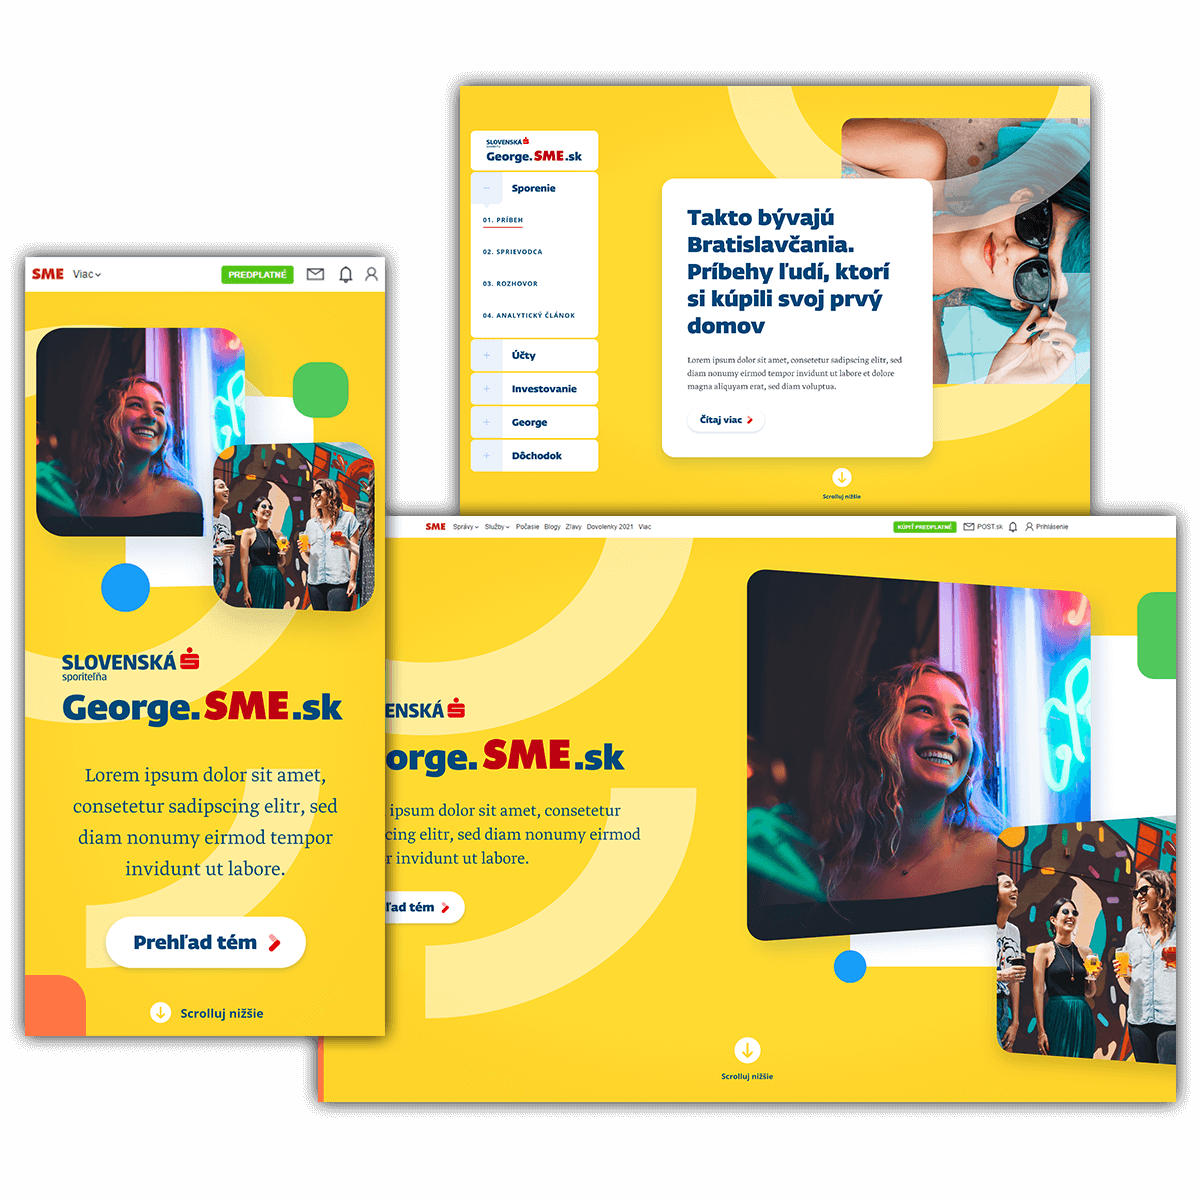 SLOVENSKÁ
sporiteľňa
George.SME.sk
Sporenie
01. PRÍBEH
02. SPRIEVODCA
03. ROZHOVOR
04. ANALYTICKÝ ČLÁNOK
Účty
Investovanie
George
Dôchodok
Takto bývajú
Bratislavčania.
Príbehy ľudí, ktorí
si kúpili svoj prvý
domov
Lorem ipsum dolor sit amet, consetetur sadipscing elitr, sed
diam nonumy eirmod tempor invidunt ut labore et dolore
magna aliquyam erat, sed diam voluptua.
Čítaj viac
Scrolluj nižšie
SME Viac PREDPLATNÉ
SLOVENSKÁ
sporiteľňa
George.SME.sk
Lorem ipsum dolor sit amet,
consetetur sadipscing elitr, sed
diam nonumy eirmod tempor
invidunt ut labore.
Prehľad tém
Scrolluj nižšie
SME Správy Služby Počasie Blogy Zľavy Dovolenky 2021 Viac KÚPIŤ PREDPLATNÉ POST.sk Prihlásenie
ENSKÁ
orge.SME.sk
ipsum dolor sit amet, consetetur
cing elitr, sed diam nonumy eirmod
r invidunt ut labore.
ľad tém
Scrolluj nižšie